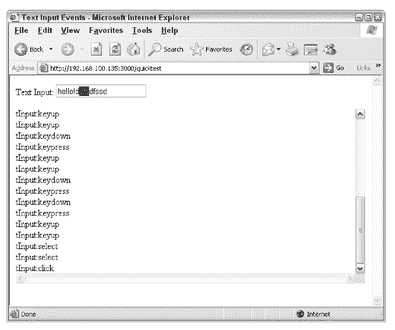 Text Input Events - Microsoft Internet Explorer
File Edit View Favorites Tools Help
Back Search Favorites
Address http://192.168.100.135:3000/quicktest Go Links »
Text Input:
tInput:keyup
tInput:keyup
tInput:keydown
tInput:keypress
tInput:keyup
tInput:keyup
tInput:keydown
tInput:keypress
tInput:keydown
tInput:keypress
tInput:keyup
tInput:keyup
tInput:select
tInput:select
tInput:click
Done Internet